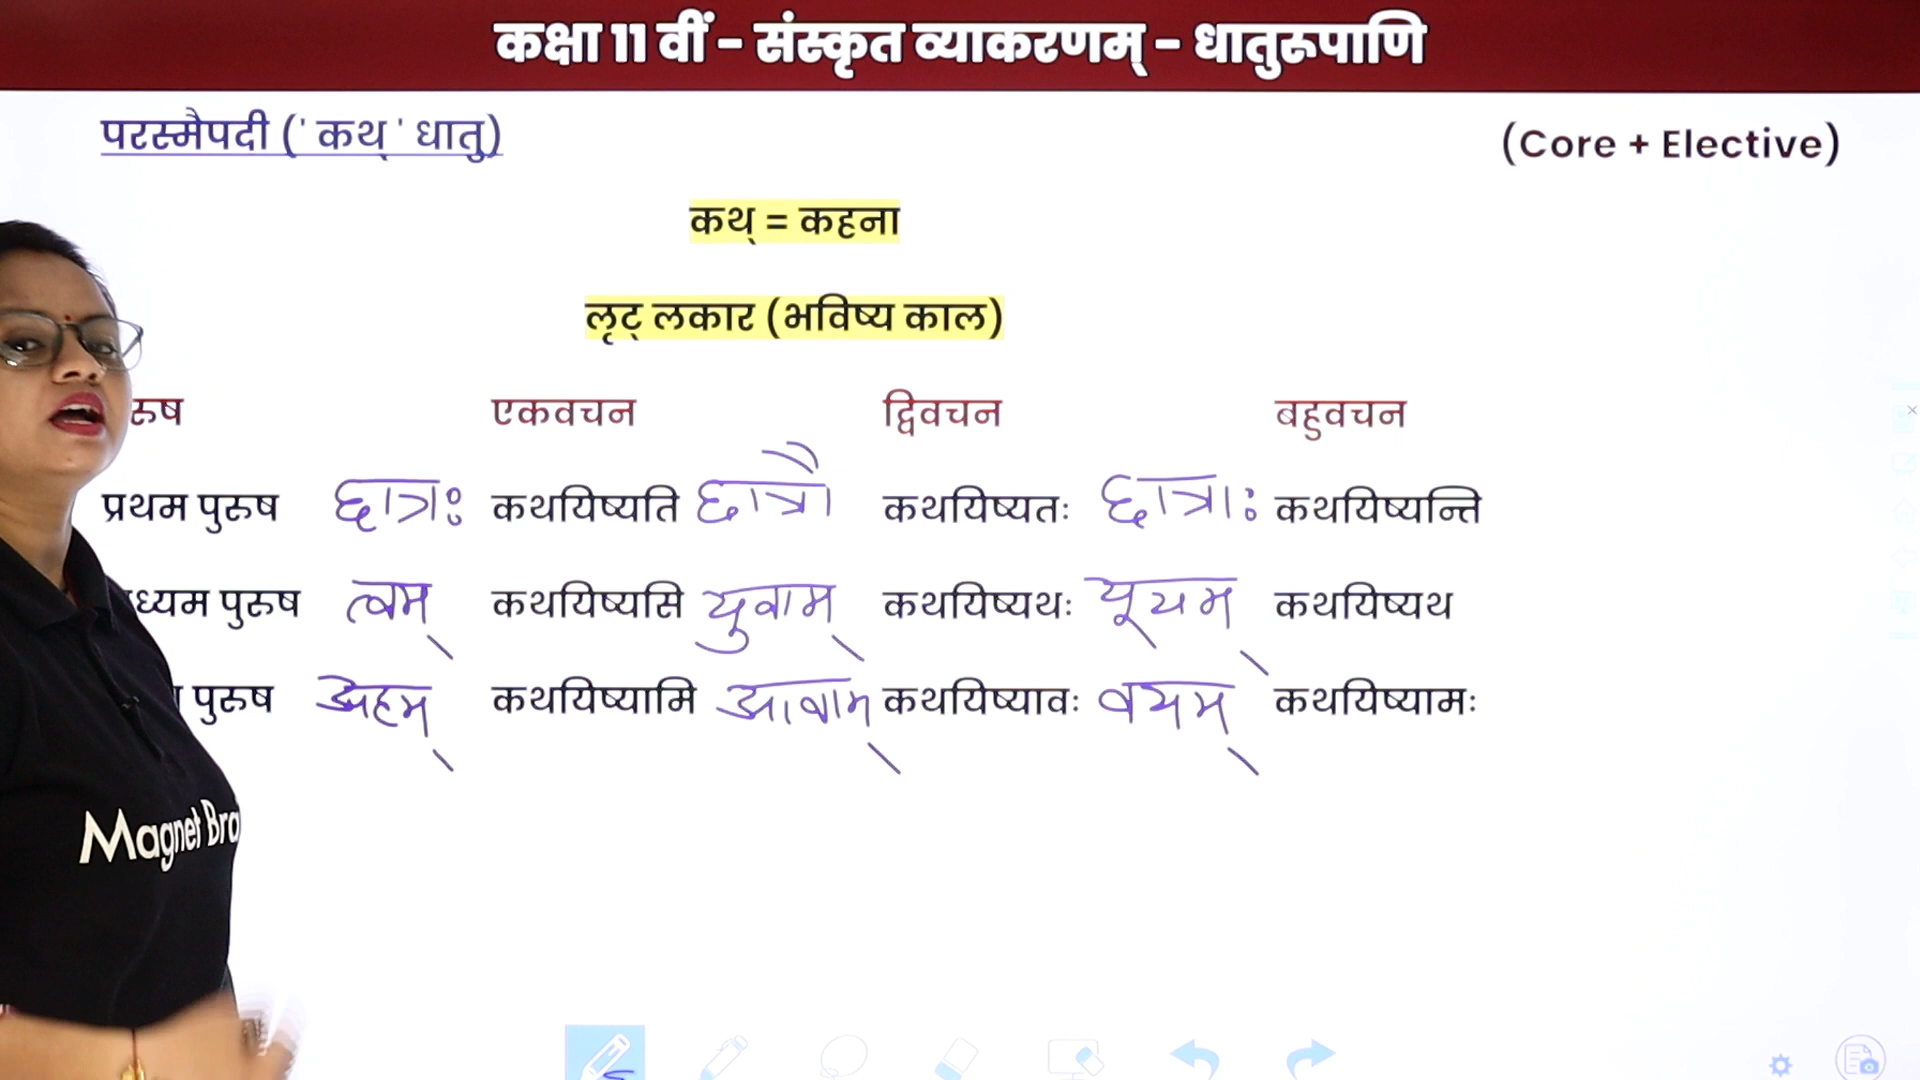 कक्षा 11 वीं - संस्कृत व्याकरणम् - धातुरूपाणि
परस्मैपदी (' कथ् ' धातु)
(Core + Elective)
कथ् = कहना
लृट् लकार (भविष्य काल)
रुष एकवचन द्विवचन बहुवचन
प्रथम पुरुष छात्रः कथयिष्यति छात्रौ कथयिष्यतः छात्राः कथयिष्यन्ति
ध्यम पुरुष त्वम् कथयिष्यसि युवाम् कथयिष्यथः यूयम् कथयिष्यथ
पुरुष अहम् कथयिष्यामि आवाम् कथयिष्यावः वयम् कथयिष्यामः
Magnet Bra